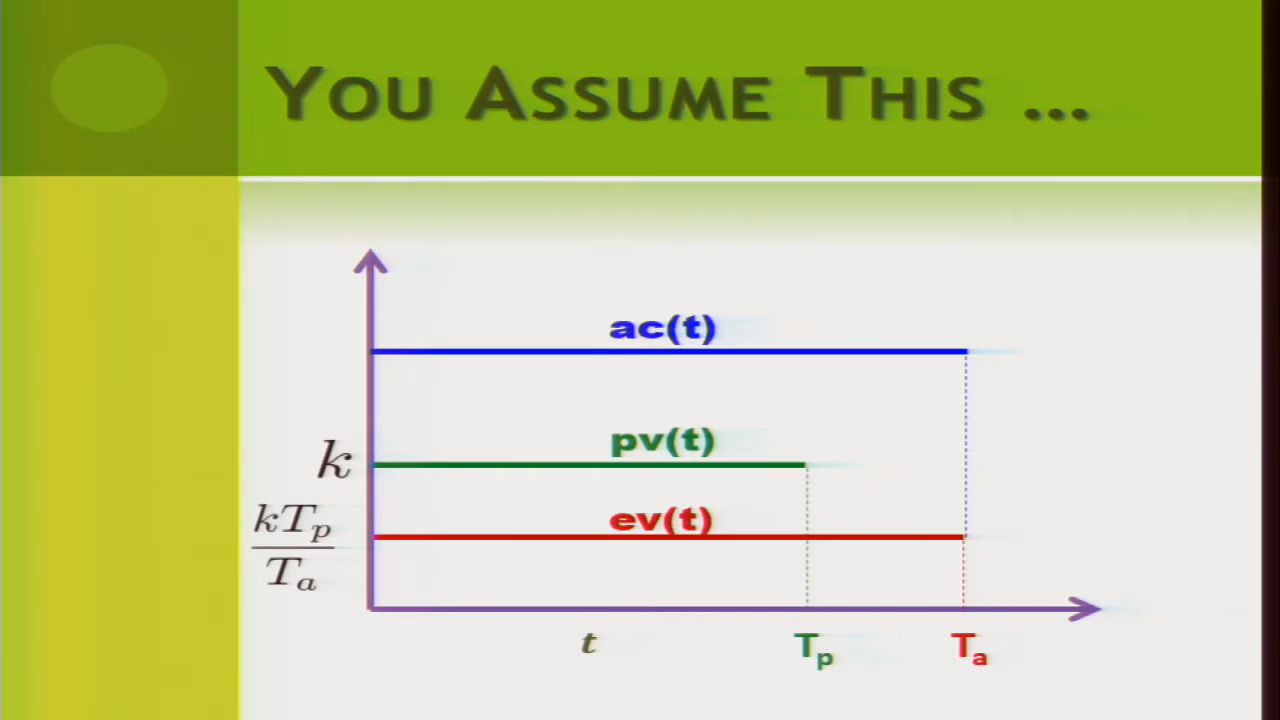 YOU ASSUME THIS ...
ac(t)
pv(t)
k
ev(t)
kT_p
T_a
t
T_p
T_a